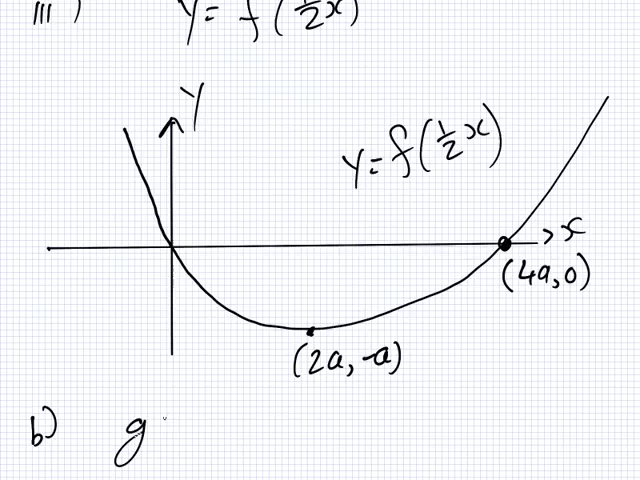 iii) y = f(½x)
y
y = f(½x)
x
(4a, 0)
(2a, -a)
b) g